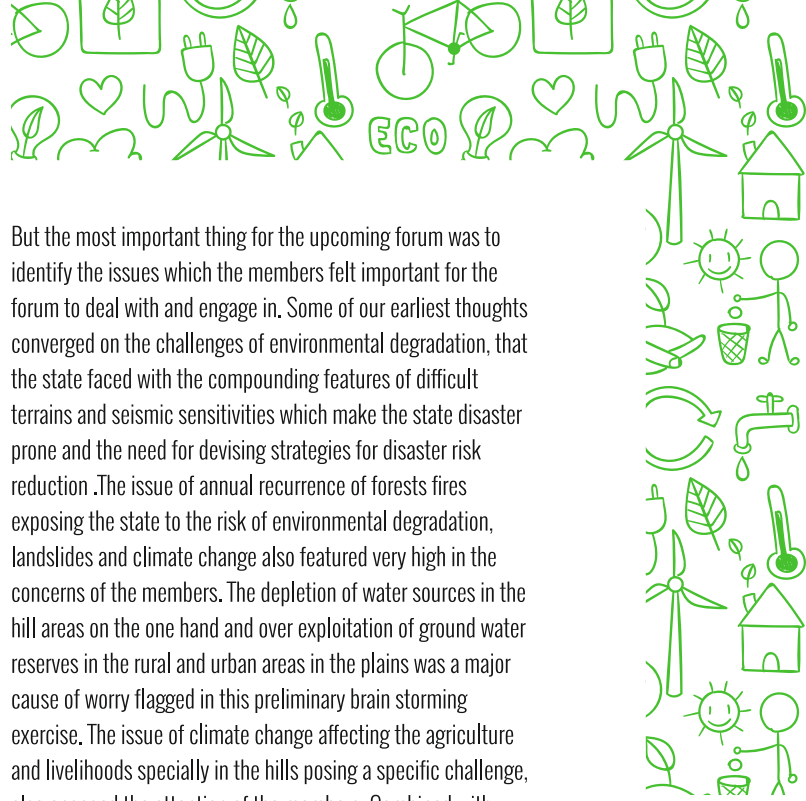 ECO
But the most important thing for the upcoming forum was to
identify the issues which the members felt important for the
forum to deal with and engage in. Some of our earliest thoughts
converged on the challenges of environmental degradation, that
the state faced with the compounding features of difficult
terrains and seismic sensitivities which make the state disaster
prone and the need for devising strategies for disaster risk
reduction .The issue of annual recurrence of forests fires
exposing the state to the risk of environmental degradation,
landslides and climate change also featured very high in the
concerns of the members. The depletion of water sources in the
hill areas on the one hand and over exploitation of ground water
reserves in the rural and urban areas in the plains was a major
cause of worry flagged in this preliminary brain storming
exercise. The issue of climate change affecting the agriculture
and livelihoods specially in the hills posing a specific challenge,